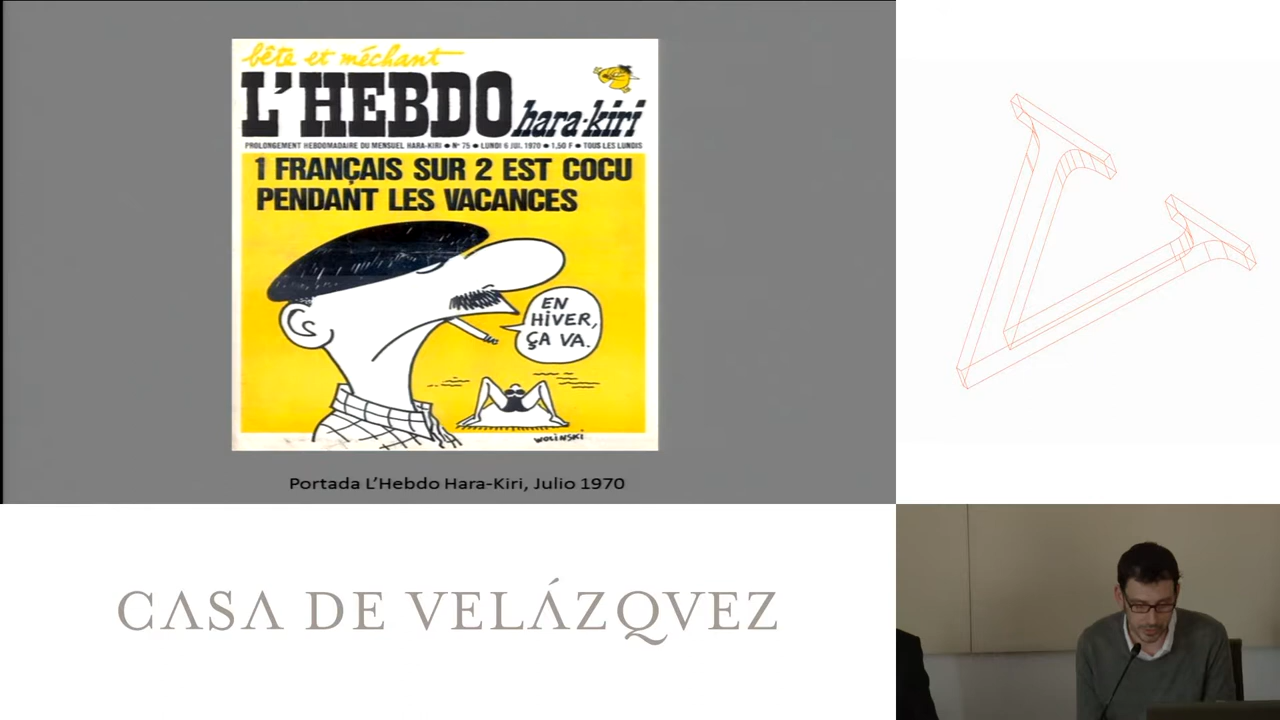 bête et méchant
L'HEBDO hara-kiri
PROLONGEMENT HEBDOMADAIRE DU MENSUEL HARA-KIRI ● N° 75 ● LUNDI 6 JUI. 1970 ● 1,50 F ● TOUS LES LUNDIS
1 FRANÇAIS SUR 2 EST COCU
PENDANT LES VACANCES
EN
HIVER,
ÇA VA.
WOLINSKI
Portada L'Hebdo Hara-Kiri, Julio 1970
CASA DE VELÁZQVEZ